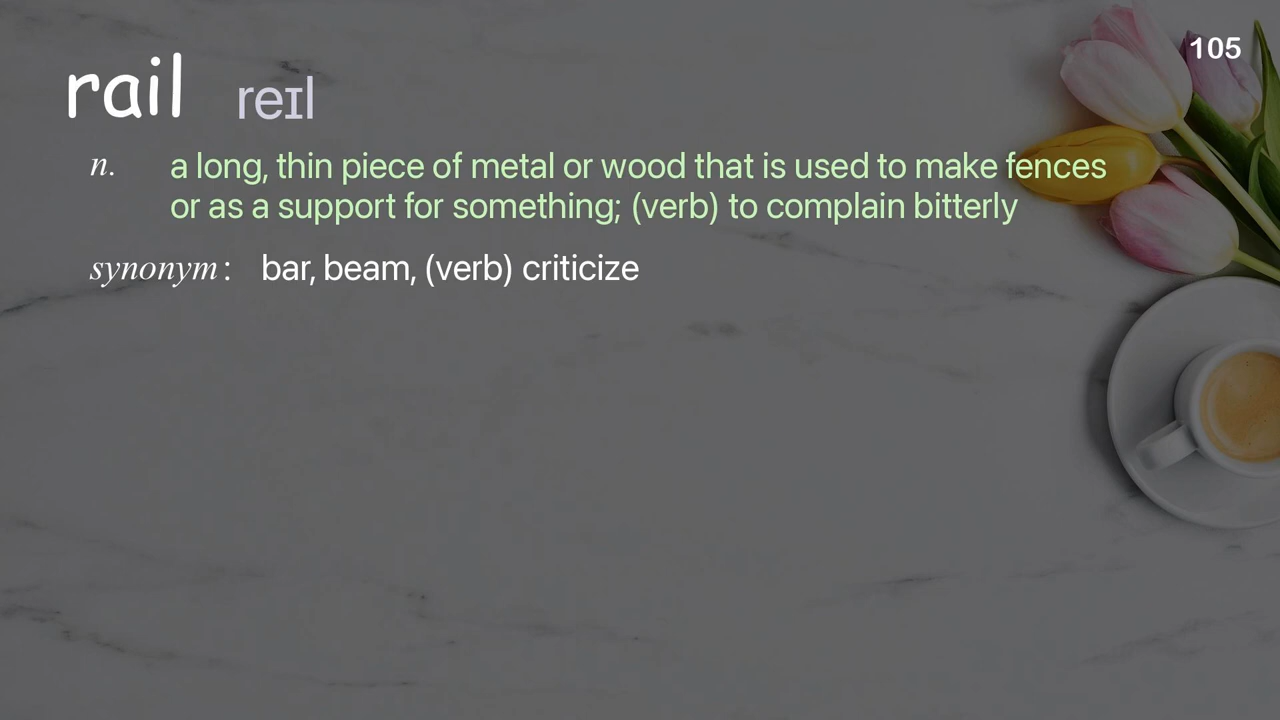 105
rail reɪl
n. a long, thin piece of metal or wood that is used to make fences
or as a support for something; (verb) to complain bitterly
synonym : bar, beam, (verb) criticize